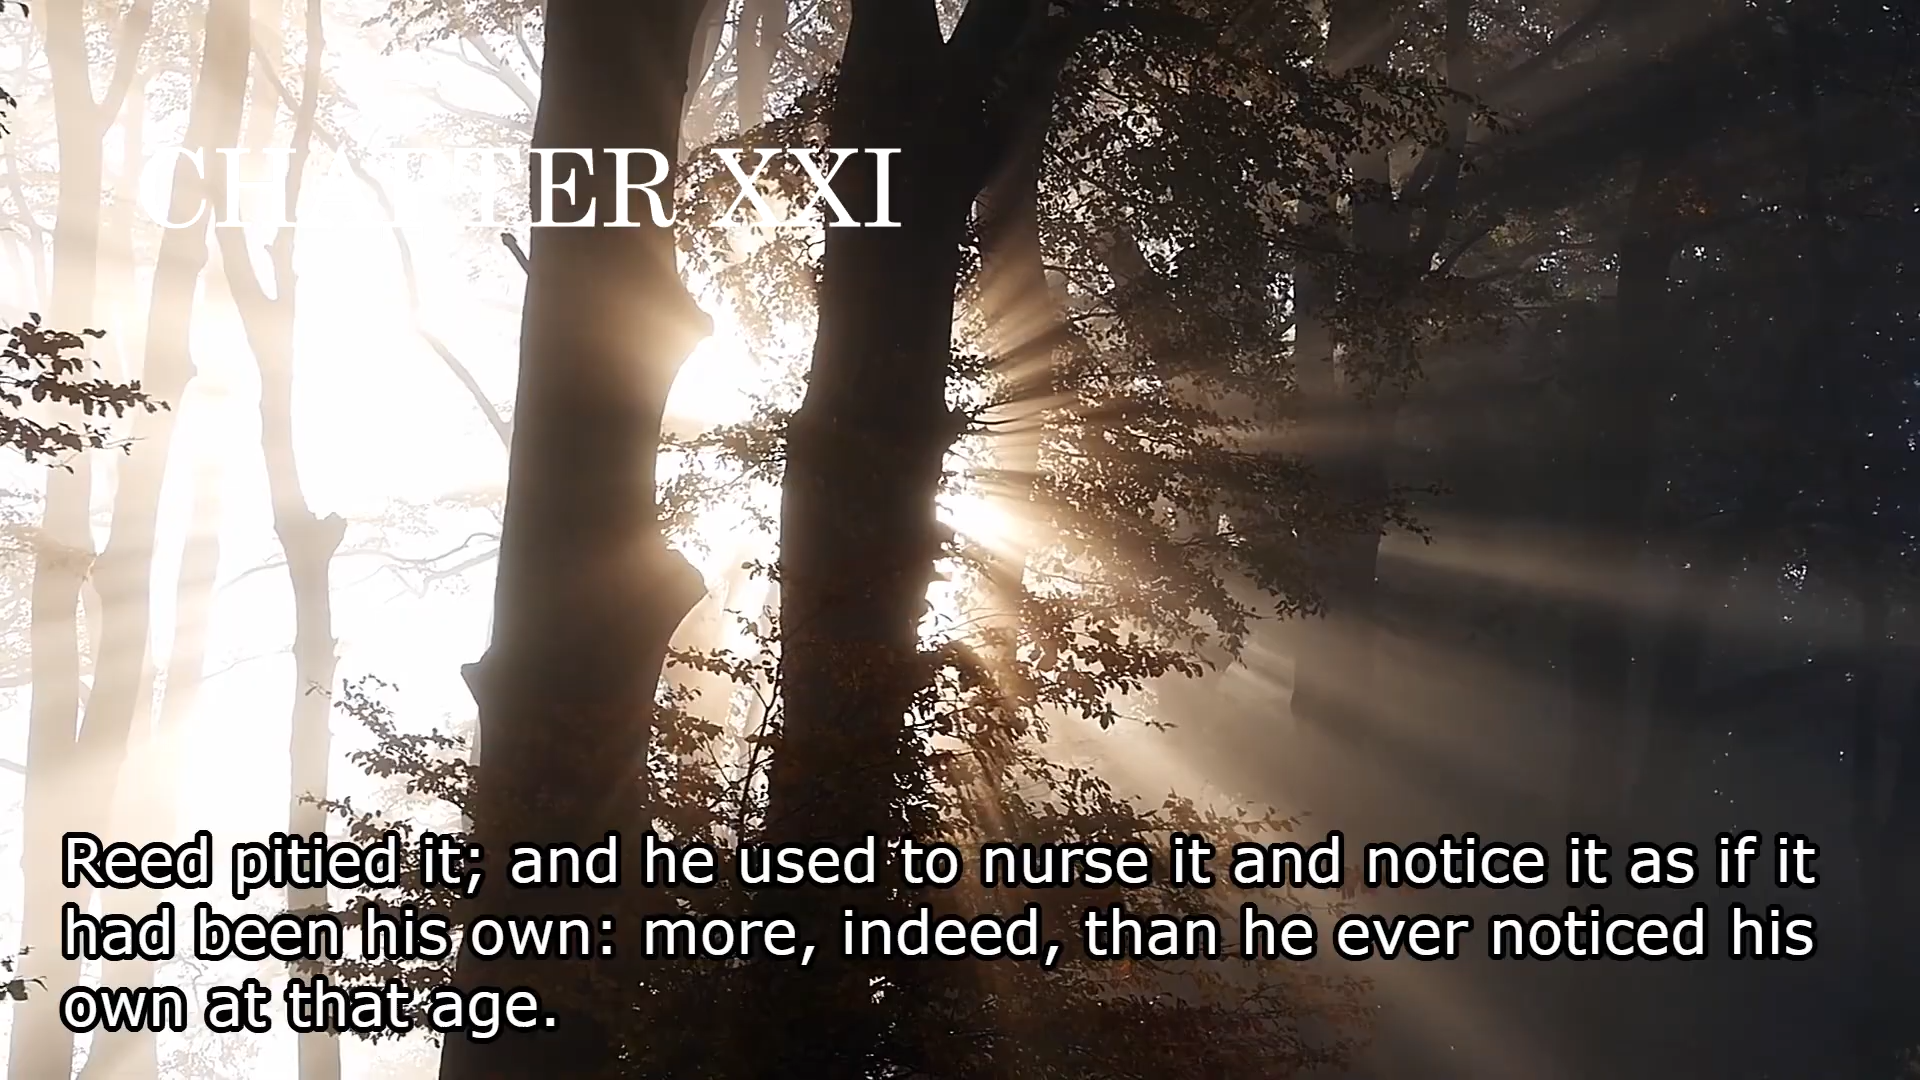 CHAPTER XXI
Reed pitied it; and he used to nurse it and notice it as if it
had been his own: more, indeed, than he ever noticed his
own at that age.